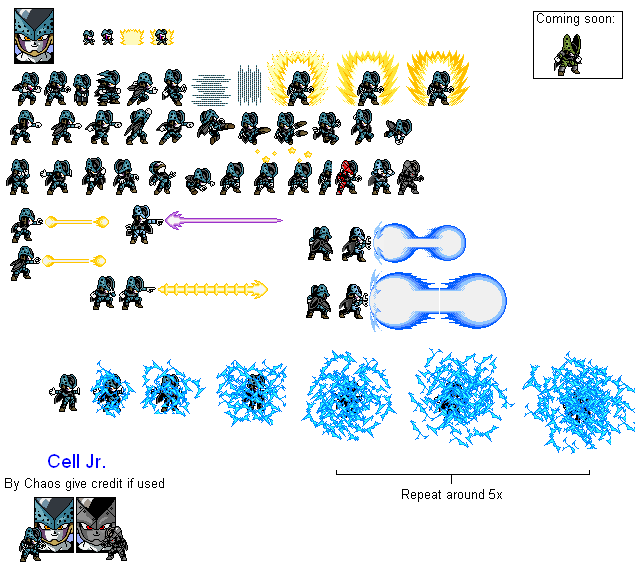 Coming soon:
Cell Jr.
By Chaos give credit if used
Repeat around 5x